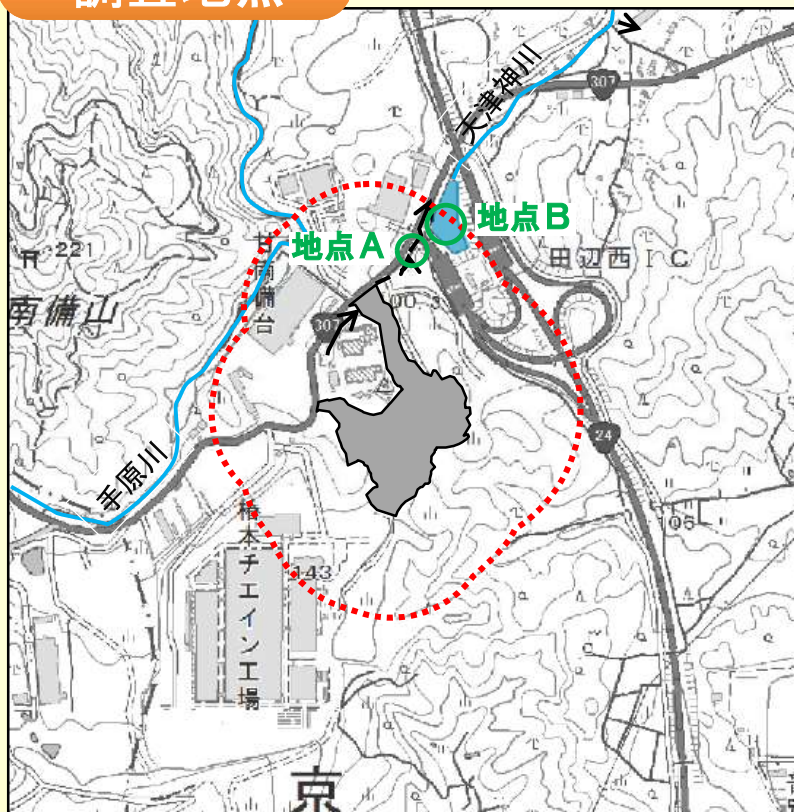 調査地点
天津神川
307
地点B
地点A
221
甘南備台
田辺西IC
南備山
00.3
307
24
手原川
106
椿本チエイン工場
143
京